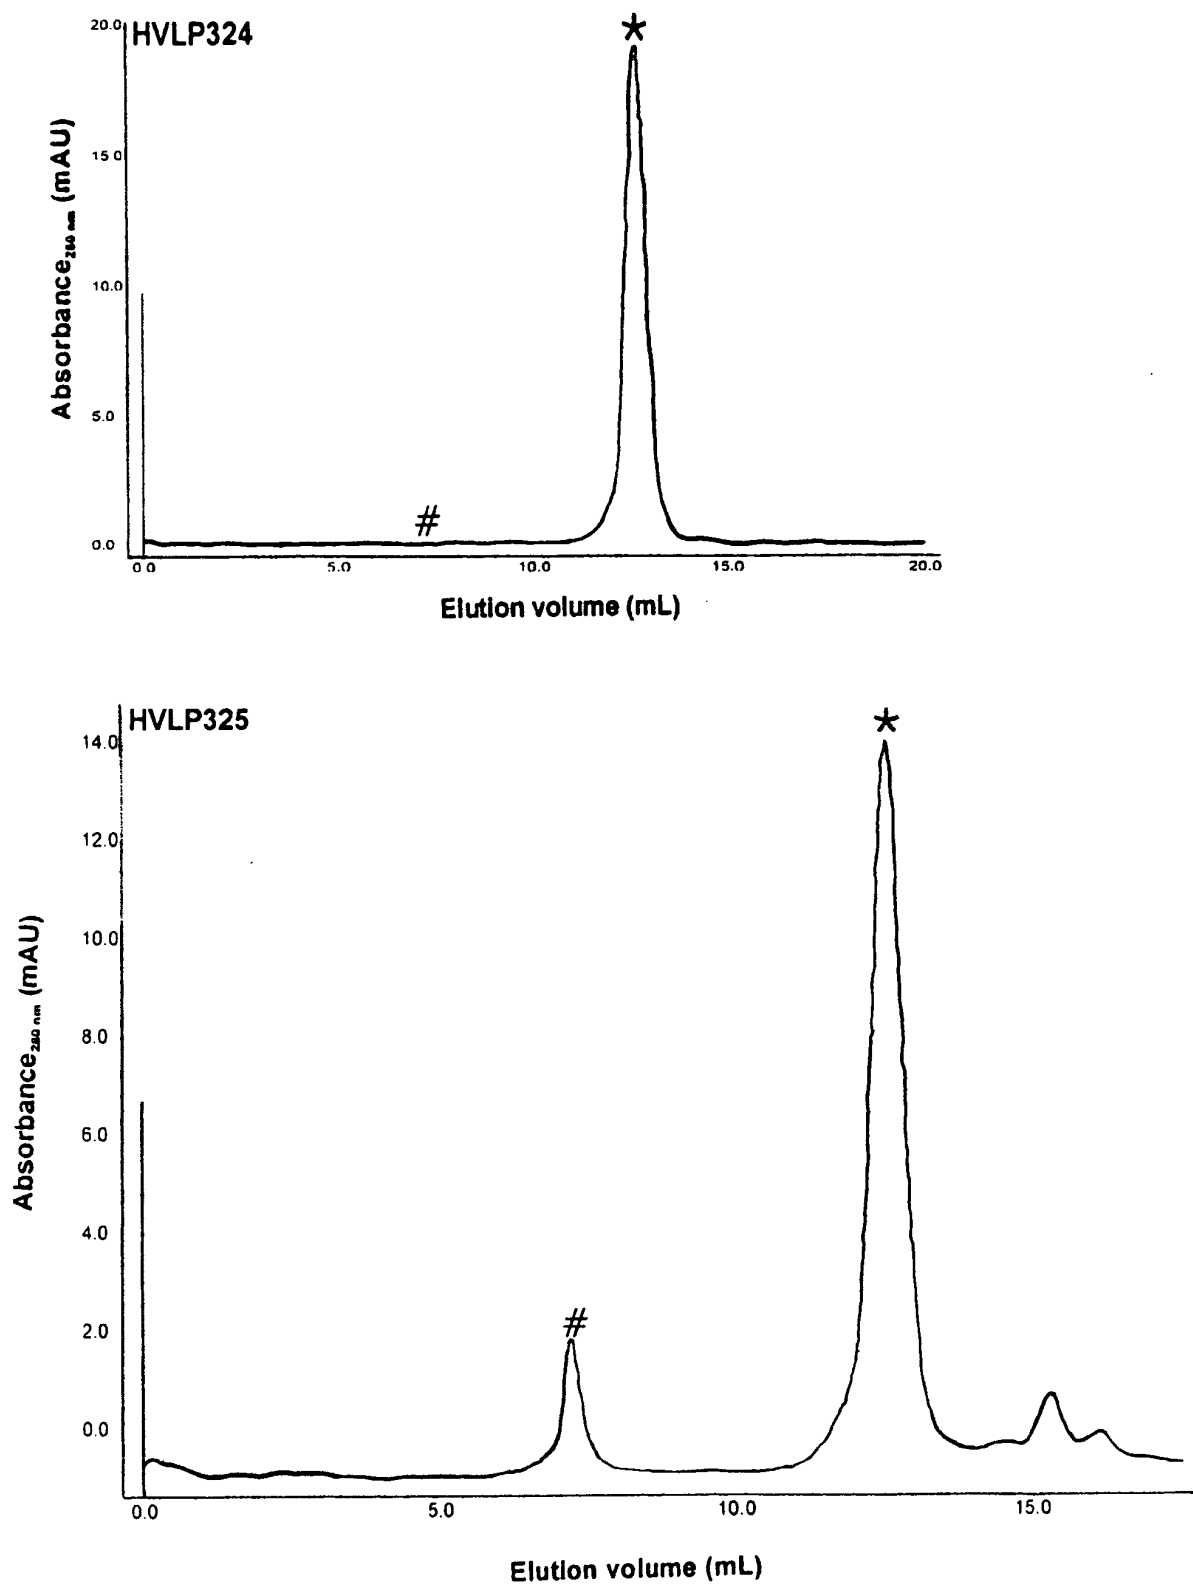 HVLP324
*
20.0
15.0
10.0
5.0
0.0
Absorbance280 nm (mAU)
#
0.0 5.0 10.0 15.0 20.0
Elution volume (mL)
HVLP325
*
14.0
12.0
10.0
8.0
6.0
4.0
2.0
0.0
Absorbance280 nm (mAU)
#
0.0 5.0 10.0 15.0
Elution volume (mL)